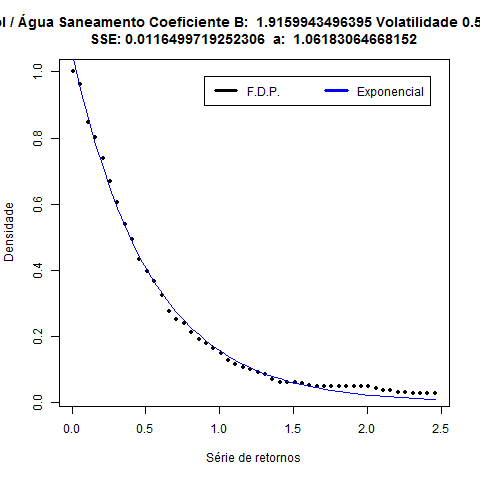 / Água Saneamento Coeficiente B: 1.9159943496395 Volatilidade 0.5
SSE: 0.0116499719252306 a: 1.06183064668152
F.D.P. Exponencial
Densidade
1.0
0.8
0.6
0.4
0.2
0.0
0.0 0.5 1.0 1.5 2.0 2.5
Série de retornos